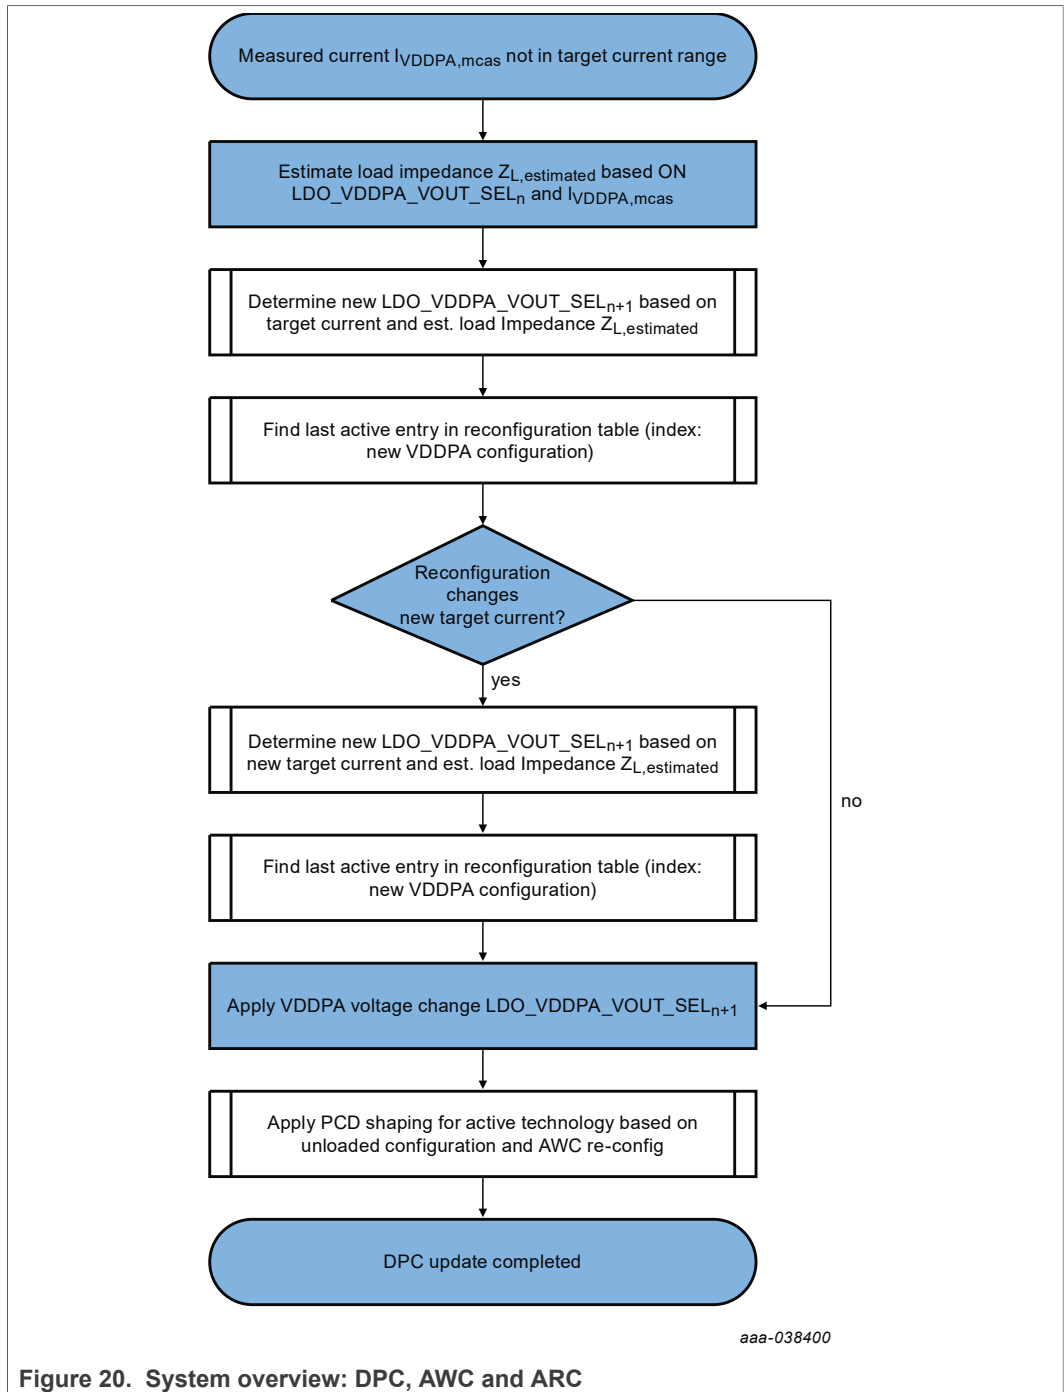 Measured current IVDDPA,mcas not in target current range
Estimate load impedance ZL,estimated based ON
LDO_VDDPA_VOUT_SELn and IVDDPA,mcas
Determine new LDO_VDDPA_VOUT_SELn+1 based on
target current and est. load Impedance ZL,estimated
Find last active entry in reconfiguration table (index:
new VDDPA configuration)
Reconfiguration
changes
new target current?
yes
no
Determine new LDO_VDDPA_VOUT_SELn+1 based on
new target current and est. load Impedance ZL,estimated
Find last active entry in reconfiguration table (index:
new VDDPA configuration)
Apply VDDPA voltage change LDO_VDDPA_VOUT_SELn+1
Apply PCD shaping for active technology based on
unloaded configuration and AWC re-config
DPC update completed
aaa-038400
Figure 20. System overview: DPC, AWC and ARC